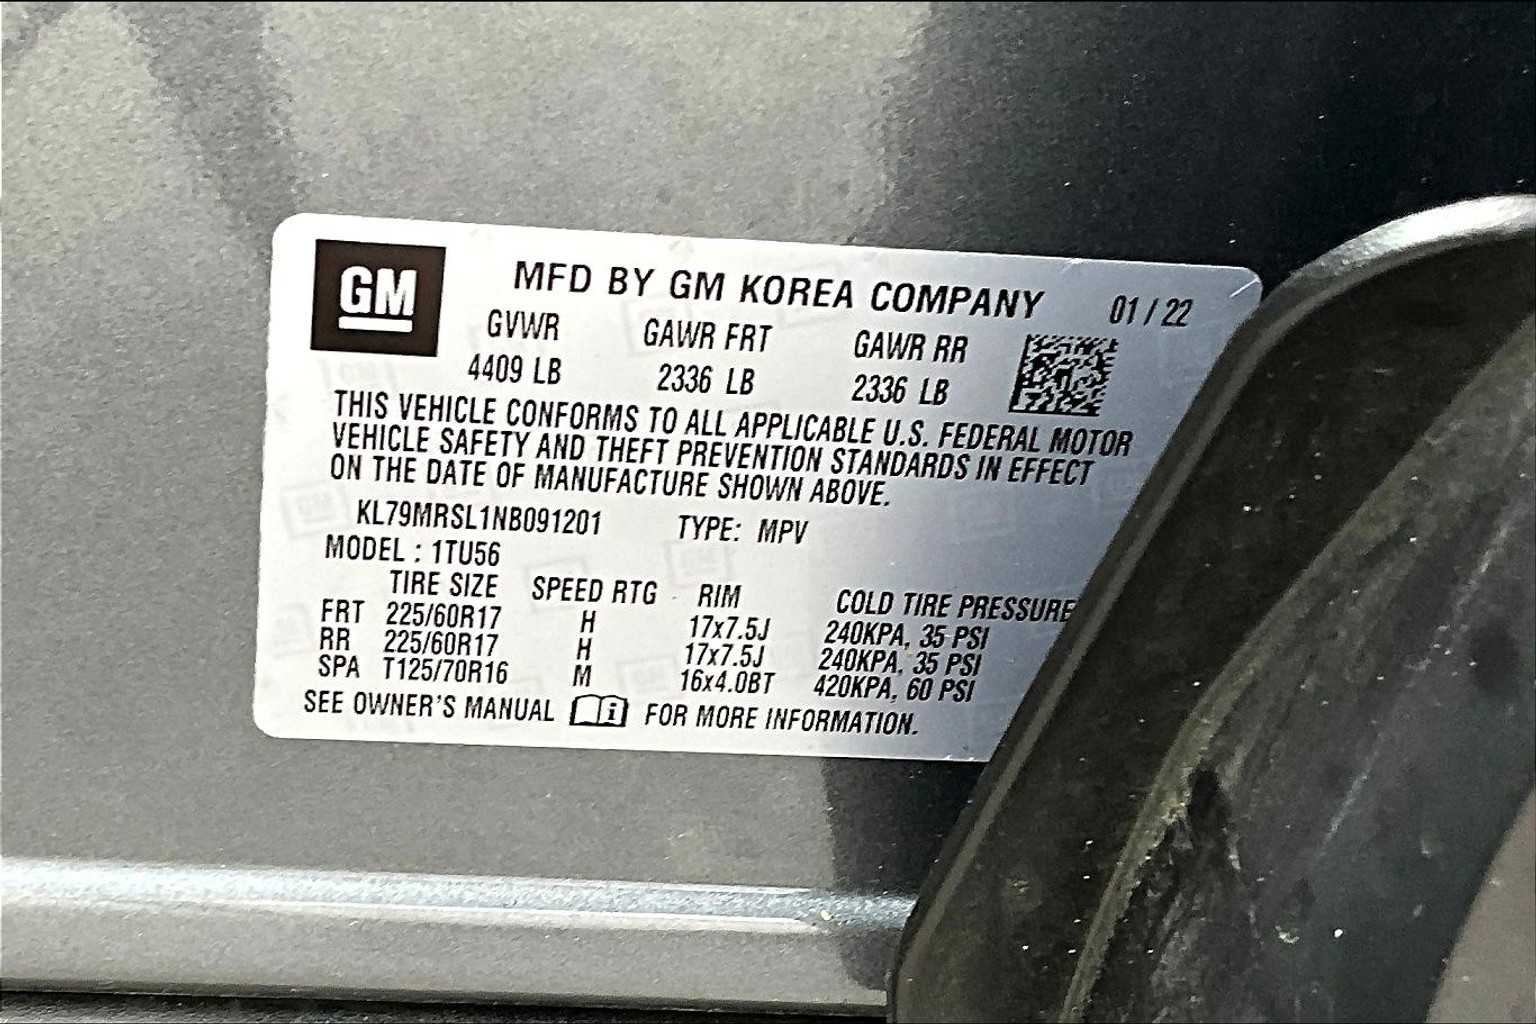 GM MFD BY GM KOREA COMPANY 01 / 22
GVWR GAWR FRT GAWR RR
4409 LB 2336 LB 2336 LB
THIS VEHICLE CONFORMS TO ALL APPLICABLE U.S. FEDERAL MOTOR
VEHICLE SAFETY AND THEFT PREVENTION STANDARDS IN EFFECT
ON THE DATE OF MANUFACTURE SHOWN ABOVE.
KL79MRSL1NB091201 TYPE: MPV
MODEL : 1TU56
TIRE SIZE SPEED RTG RIM COLD TIRE PRESSURE
FRT 225/60R17 H 17x7.5J 240KPA, 35 PSI
RR 225/60R17 H 17x7.5J 240KPA, 35 PSI
SPA T125/70R16 M 16x4.0BT 420KPA, 60 PSI
SEE OWNER'S MANUAL i FOR MORE INFORMATION.